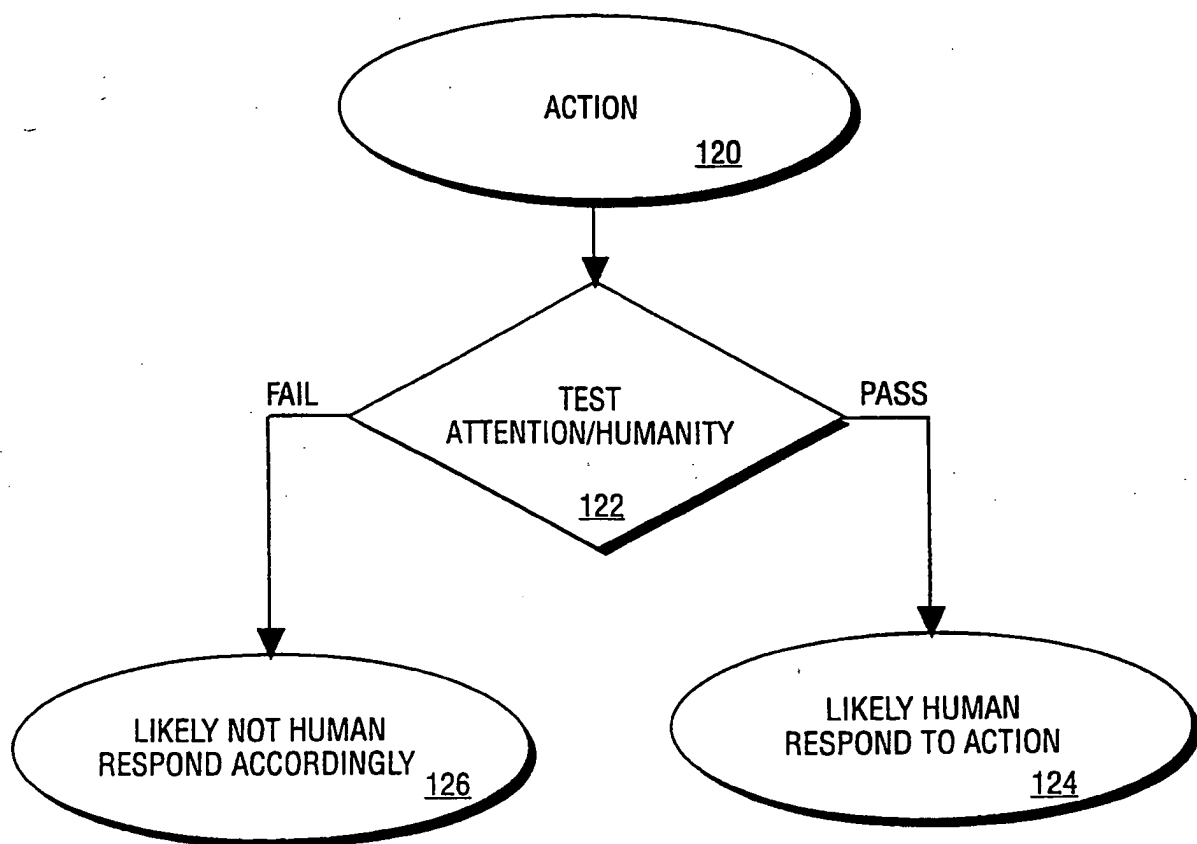 ACTION
120
FAIL
PASS
TEST
ATTENTION/HUMANITY
122
LIKELY NOT HUMAN
RESPOND ACCORDINGLY
126
LIKELY HUMAN
RESPOND TO ACTION
124